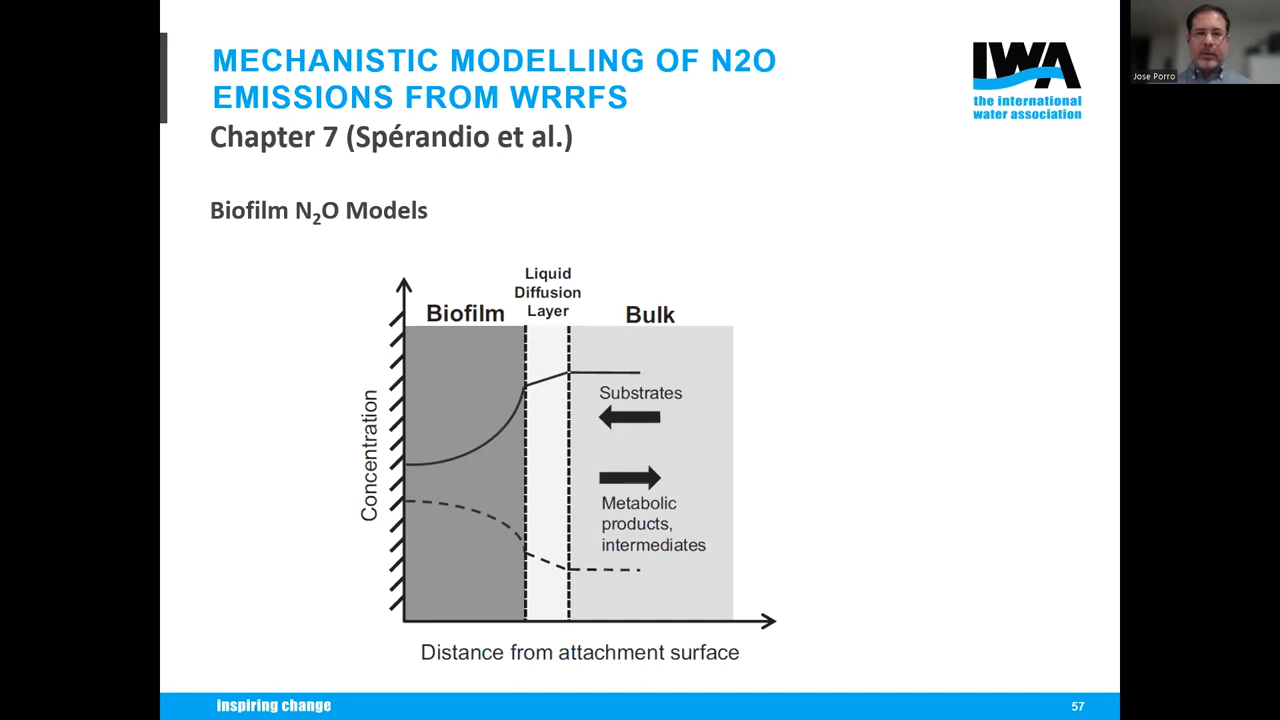 MECHANISTIC MODELLING OF N2O
EMISSIONS FROM WRRFS
Chapter 7 (Spérandio et al.)
IWA
the international
water association
Jose Porro
Biofilm N₂O Models
Liquid
Diffusion
Layer
Biofilm
Bulk
Substrates
Concentration
Metabolic
products,
intermediates
Distance from attachment surface
inspiring change
57